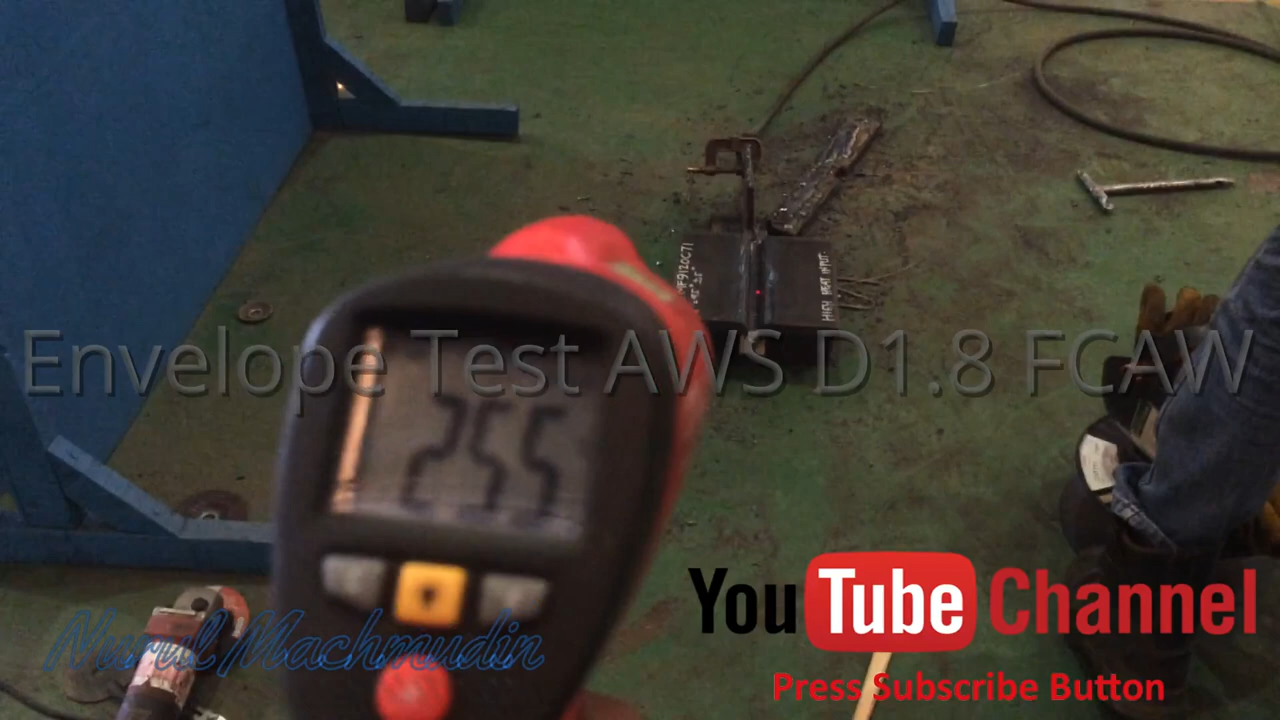 HIGH HEAT INPUT
Envelope Test AWS D1.8 FCAW
255
YouTube Channel
Nurul Machmudin
Press Subscribe Button